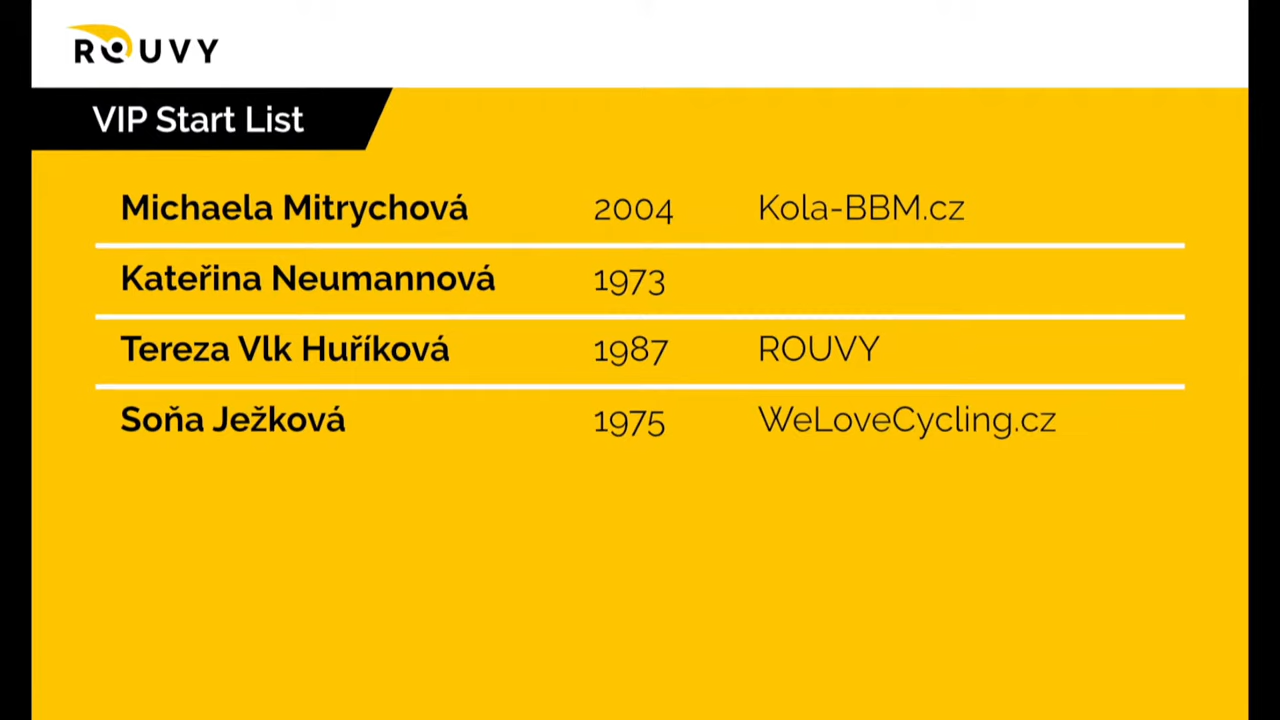 ROUVY
VIP Start List
Michaela Mitrychová 2004 Kola-BBM.cz
Kateřina Neumannová 1973
Tereza Vlk Huříková 1987 ROUVY
Soňa Ježková 1975 WeLoveCycling.cz